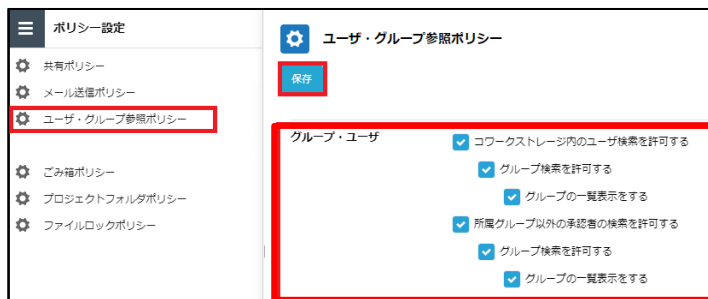 ポリシー設定
共有ポリシー
メール送信ポリシー
ユーザ・グループ参照ポリシー
ごみ箱ポリシー
プロジェクトフォルダポリシー
ファイルロックポリシー
ユーザ・グループ参照ポリシー
保存
グループ・ユーザ
コワークストレージ内のユーザ検索を許可する
グループ検索を許可する
グループの一覧表示をする
所属グループ以外の承認者の検索を許可する
グループ検索を許可する
グループの一覧表示をする